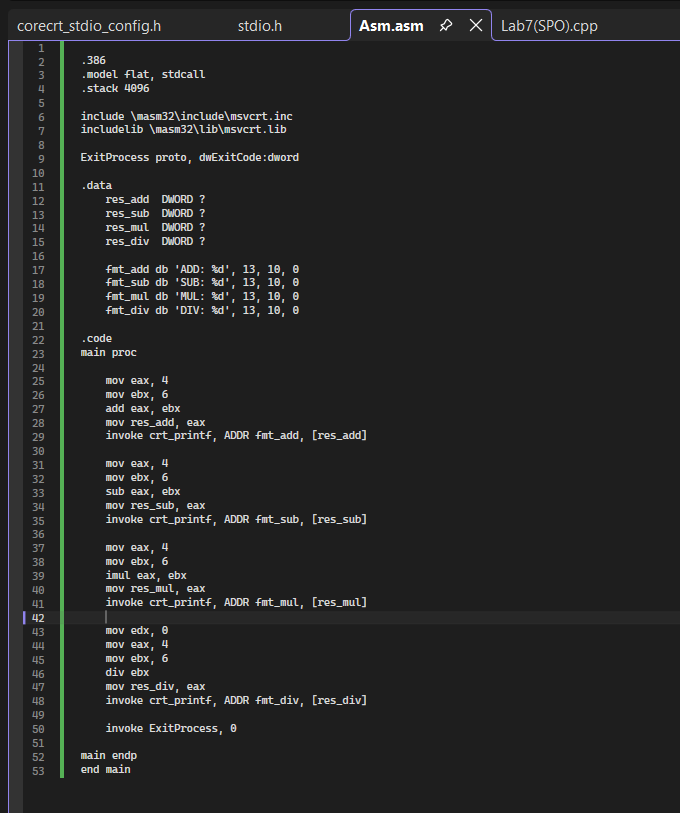 corecrt_stdio_config.h stdio.h Asm.asm Lab7(SPO).cpp
1
2 .386
3 .model flat, stdcall
4 .stack 4096
5
6 include \masm32\include\msvcrt.inc
7 includelib \masm32\lib\msvcrt.lib
8
9 ExitProcess proto, dwExitCode:dword
10
11 .data
12 res_add  DWORD ?
13 res_sub  DWORD ?
14 res_mul  DWORD ?
15 res_div  DWORD ?
16
17 fmt_add db 'ADD: %d', 13, 10, 0
18 fmt_sub db 'SUB: %d', 13, 10, 0
19 fmt_mul db 'MUL: %d', 13, 10, 0
20 fmt_div db 'DIV: %d', 13, 10, 0
21
22 .code
23 main proc
24
25 mov eax, 4
26 mov ebx, 6
27 add eax, ebx
28 mov res_add, eax
29 invoke crt_printf, ADDR fmt_add, [res_add]
30
31 mov eax, 4
32 mov ebx, 6
33 sub eax, ebx
34 mov res_sub, eax
35 invoke crt_printf, ADDR fmt_sub, [res_sub]
36
37 mov eax, 4
38 mov ebx, 6
39 imul eax, ebx
40 mov res_mul, eax
41 invoke crt_printf, ADDR fmt_mul, [res_mul]
42
43 mov edx, 0
44 mov eax, 4
45 mov ebx, 6
46 div ebx
47 mov res_div, eax
48 invoke crt_printf, ADDR fmt_div, [res_div]
49
50 invoke ExitProcess, 0
51
52 main endp
53 end main